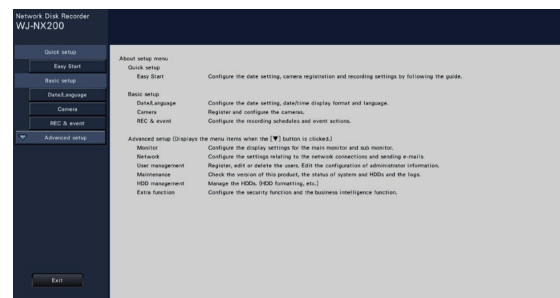 Network Disk Recorder
WJ-NX200
Quick setup
Easy Start
Basic setup
Date/Language
Camera
REC & event
Advanced setup
Exit
About setup menu
Quick setup
Easy Start Configure the date setting, camera registration and recording settings by following the guide.
Basic setup
Date/Language Configure the date setting, date/time display format and language.
Camera Register and configure the cameras.
REC & event Configure the recording schedules and event actions.
Advanced setup (Displays the menu items when the [▼] button is clicked.)
Monitor Configure the display settings for the main monitor and sub monitor.
Network Configure the settings relating to the network connections and sending e-mails.
User management Register, edit or delete the users. Edit the configuration of administrator information.
Maintenance Check the version of this product, the status of system and HDDs and the logs.
HDD management Manage the HDDs. (HDD formatting, etc.)
Extra function Configure the security function and the business intelligence function.